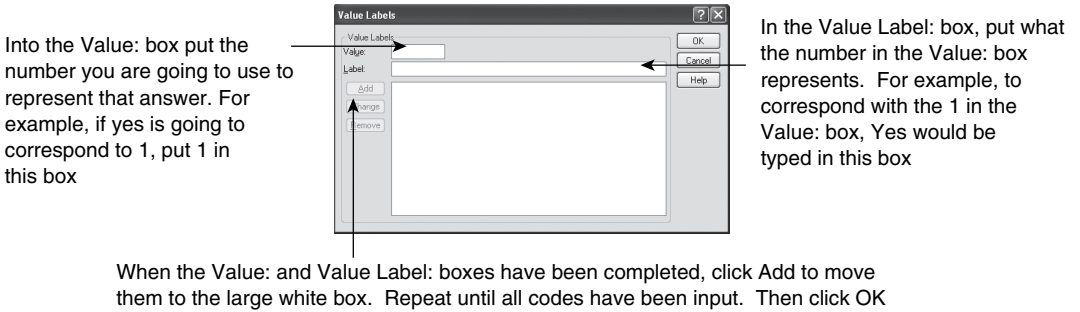 Into the Value: box put the
number you are going to use to
represent that answer. For
example, if yes is going to
correspond to 1, put 1 in
this box
Value Labels
Value Labels
Value:
Label:
Add
Change
Remove
OK
Cancel
Help
In the Value Label: box, put what
the number in the Value: box
represents. For example, to
correspond with the 1 in the
Value: box, Yes would be
typed in this box
When the Value: and Value Label: boxes have been completed, click Add to move
them to the large white box. Repeat until all codes have been input. Then click OK